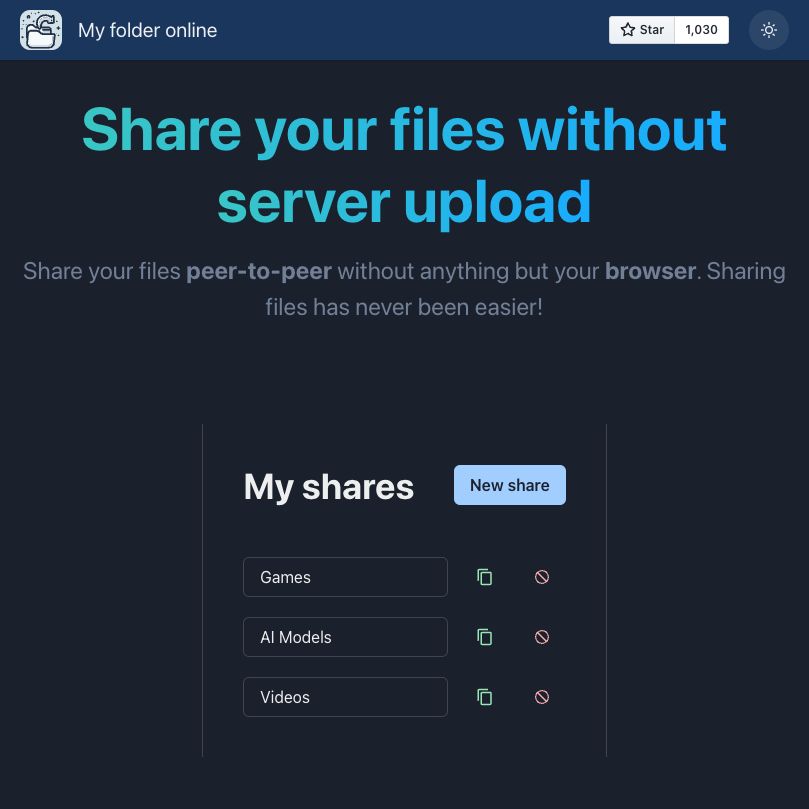 My folder online
Star 1,030
Share your files without
server upload
Share your files peer-to-peer without anything but your browser. Sharing
files has never been easier!
My shares
New share
Games
AI Models
Videos